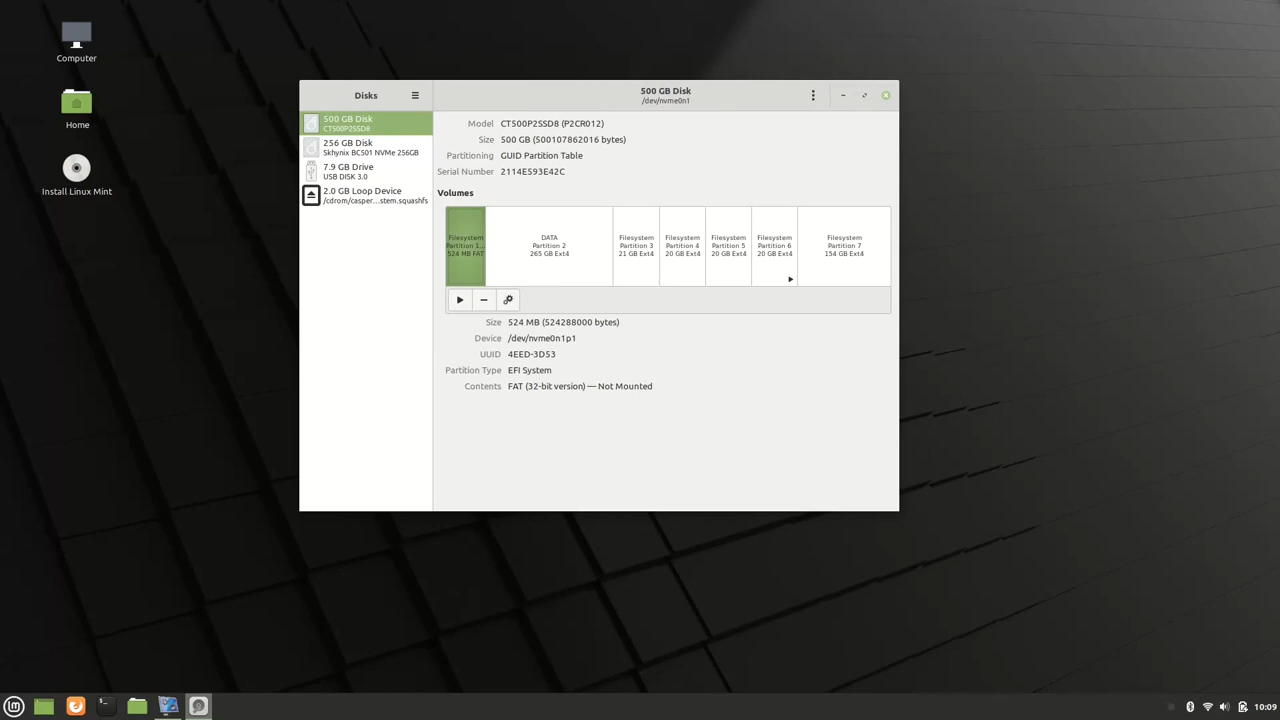 Computer
Home
Install Linux Mint
Disks
500 GB Disk
/dev/nvme0n1
500 GB Disk
CT500P2SSD8
256 GB Disk
Skhynix BC501 NVMe 256GB
7.9 GB Drive
USB DISK 3.0
2.0 GB Loop Device
/cdrom/casper…stem.squashfs
Model CT500P2SSD8 (P2CR012)
Size 500 GB (500107862016 bytes)
Partitioning GUID Partition Table
Serial Number 2114E593E42C
Volumes
Filesystem
Partition 1…
524 MB FAT
DATA
Partition 2
265 GB Ext4
Filesystem
Partition 3
21 GB Ext4
Filesystem
Partition 4
20 GB Ext4
Filesystem
Partition 5
20 GB Ext4
Filesystem
Partition 6
20 GB Ext4
Filesystem
Partition 7
154 GB Ext4
Size 524 MB (524288000 bytes)
Device /dev/nvme0n1p1
UUID 4EED-3D53
Partition Type EFI System
Contents FAT (32-bit version) — Not Mounted
10:09